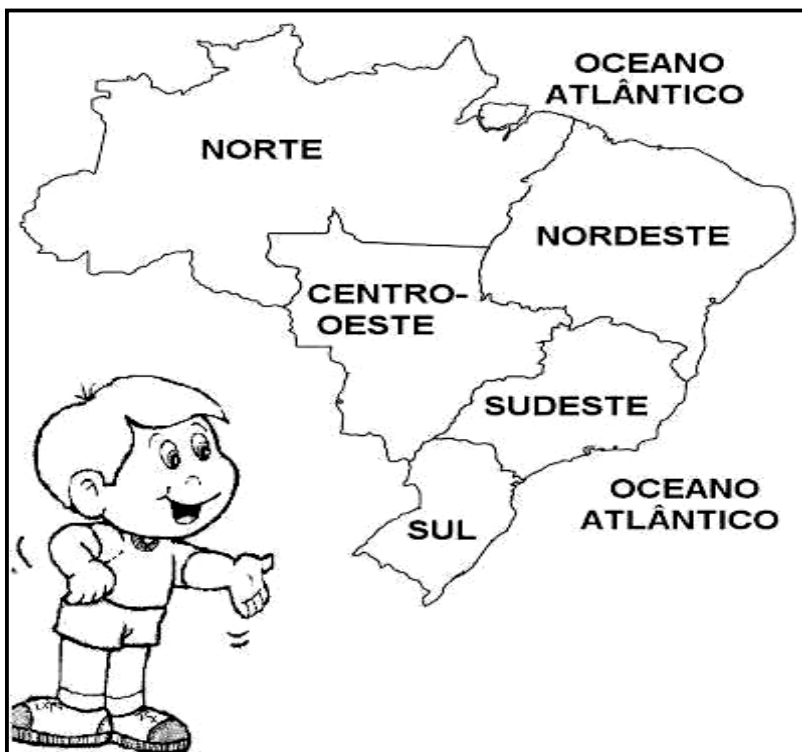 OCEANO
ATLÂNTICO
NORTE
NORDESTE
CENTRO-
OESTE
SUDESTE
OCEANO
ATLÂNTICO
SUL